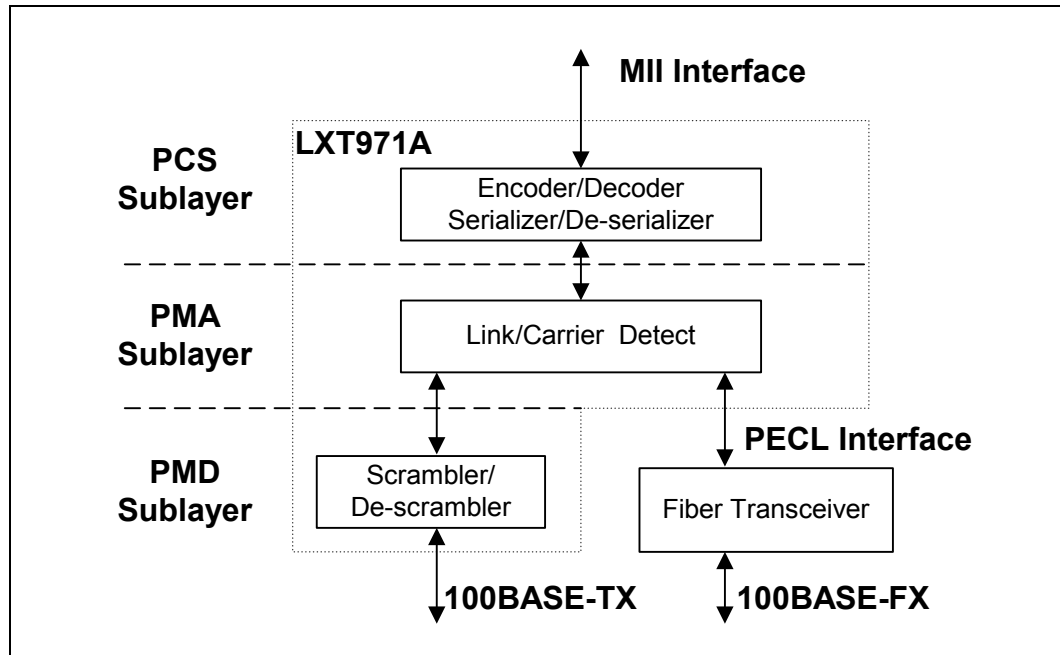 MII Interface
LXT971A
PCS
Sublayer
Encoder/Decoder
Serializer/De-serializer
PMA
Sublayer
Link/Carrier Detect
PECL Interface
PMD
Sublayer
Scrambler/
De-scrambler
Fiber Transceiver
100BASE-TX
100BASE-FX